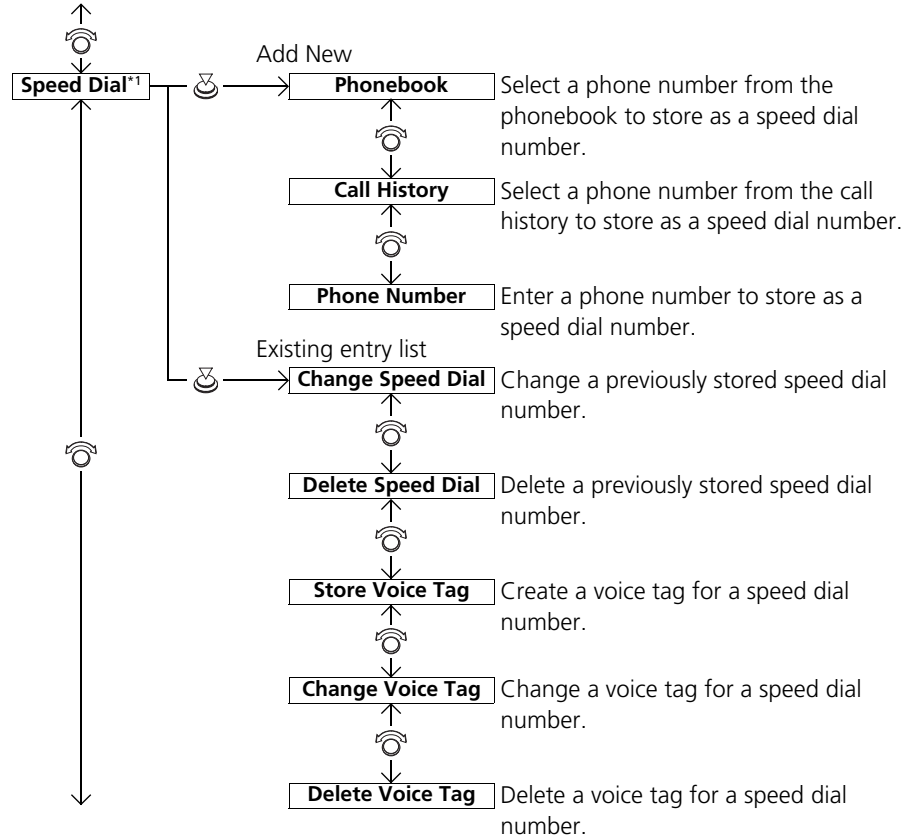 Add New
Speed Dial*1
Phonebook
Select a phone number from the
phonebook to store as a speed dial
number.
Call History
Select a phone number from the call
history to store as a speed dial number.
Phone Number
Enter a phone number to store as a
speed dial number.
Existing entry list
Change Speed Dial
Change a previously stored speed dial
number.
Delete Speed Dial
Delete a previously stored speed dial
number.
Store Voice Tag
Create a voice tag for a speed dial
number.
Change Voice Tag
Change a voice tag for a speed dial
number.
Delete Voice Tag
Delete a voice tag for a speed dial
number.